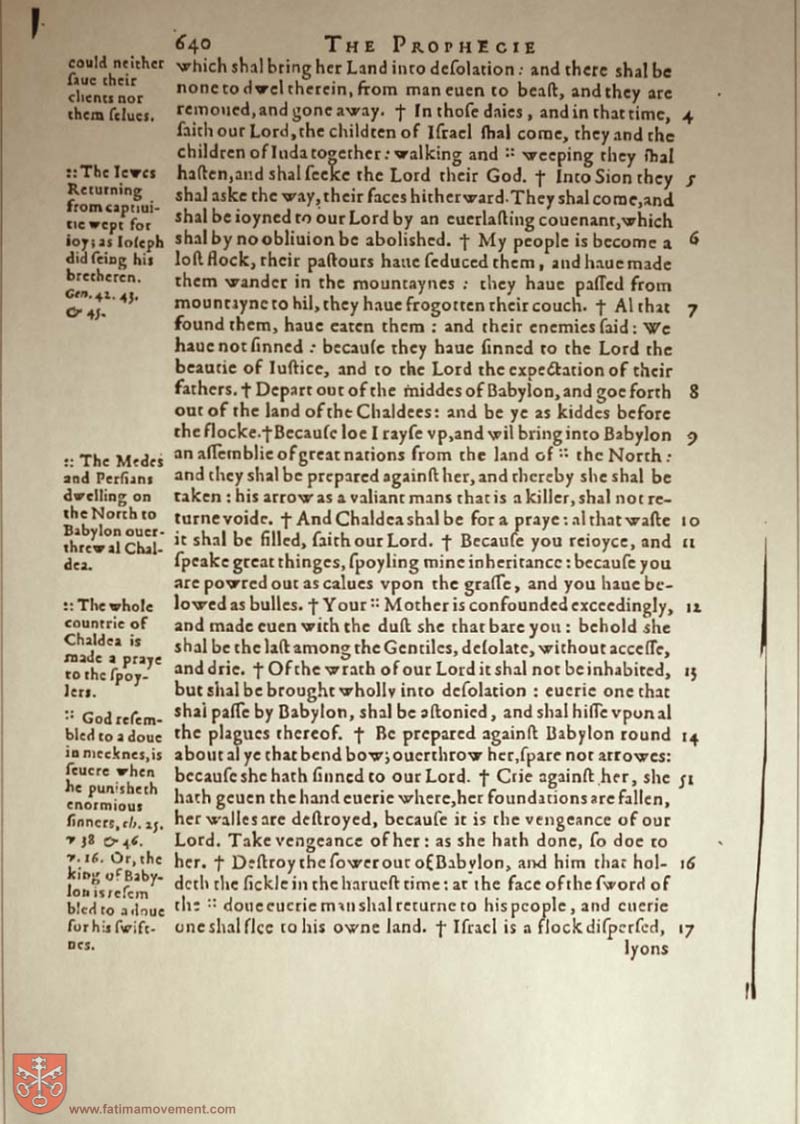 640
THE PROPHECIE
could neither
ſaue their
clients nor
them ſelues.
:: The Iewes
Returning
from captiui-
tie wept for
ioy; as Ioſeph
did ſeing his
bretheren.
Gen. 42. 43.
& 45.
:: The Medes
and Perſians
dwelling on
the North to
Babylon ouer-
threw al Chal-
dea.
:: The whole
countrie of
Chaldea is
made a praye
to the ſpoy-
lers.
:: God reſem-
bled to a doue
in meeknes, is
ſeuere when
he puniſheth
enormious
ſinners, ch. 25.
v 38 & 46.
v. 16. Or, the
king of Baby-
lon is reſem
bled to a doue
for his ſwift-
nes.
which shal bring her Land into deſolation: and there shal be
none to dwel therein, from man euen to beaſt, and they are
remoued, and gone away. † In thoſe daies, and in that time, 4
ſaith our Lord, the children of Iſrael ſhal come, they and the
children of Iuda together: walking and :: weeping they ſhal
haſten, and shal ſeeke the Lord their God. † Into Sion they 5
shal aske the way, their faces hitherward. They shal come, and
shal be ioyned to our Lord by an euerlaſting couenant, which
shal by no obliuion be abolished. † My people is become a 6
loſt flock, their paſtours haue ſeduced them, and haue made
them wander in the mountaynes: they haue paſſed from
mountayne to hil, they haue frogotten their couch. † Al that 7
found them, haue eaten them: and their enemies ſaid: We
haue not ſinned: becauſe they haue ſinned to the Lord the
beautie of Iuſtice, and to the Lord the expectation of their
fathers. † Depart out of the middes of Babylon, and goe forth 8
out of the land of the Chaldees: and be ye as kiddes before
the flocke. † Becauſe loe I rayſe vp, and wil bring into Babylon 9
an aſſemblie of great nations from the land of :: the North:
and they shal be prepared againſt her, and thereby she shal be
taken: his arrow as a valiant mans that is a killer, shal not re-
turne voide. † And Chaldea shal be for a praye: al that waſte 10
it shal be filled, ſaith our Lord. † Becauſe you reioyce, and 11
ſpeake great thinges, ſpoyling mine inheritance: becauſe you
are powred out as calues vpon the graſſe, and you haue be-
lowed as bulles. † Your :: Mother is confounded exceedingly, 12
and made euen with the duſt she that bare you: behold she
shal be the laſt among the Gentiles, deſolate, without acceſſe,
and drie. † Of the wrath of our Lord it shal not be inhabited, 13
but shal be brought wholly into deſolation: euerie one that
shal paſſe by Babylon, shal be aſtonied, and shal hiſſe vpon al
the plagues thereof. † Be prepared againſt Babylon round 14
about al ye that bend bow; ouerthrow her, ſpare not arrowes:
becauſe she hath ſinned to our Lord. † Crie againſt her, she 51
hath geuen the hand euerie where, her foundations are fallen,
her walles are deſtroyed, becauſe it is the vengeance of our
Lord. Take vengeance of her: as she hath done, ſo doe to
her. † Deſtroy the ſower out of Babylon, and him that hol- 16
deth the ſickle in the harueſt time: at the face of the ſword of
the :: doue euerie man shal returne to his people, and euerie
one shal flee to his owne land. † Iſrael is a flock diſperſed, 17
lyons
www.fatimamovement.com